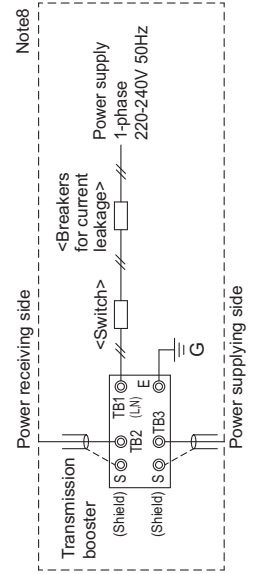 Note8
Power receiving side
Transmission
booster
<Switch>
<Breakers
for current
leakage>
Power supply
1-phase
220-240V 50Hz
(Shield)
S
TB2
TB1
(L,N)
(Shield)
S
TB3
E
G
Power supplying side